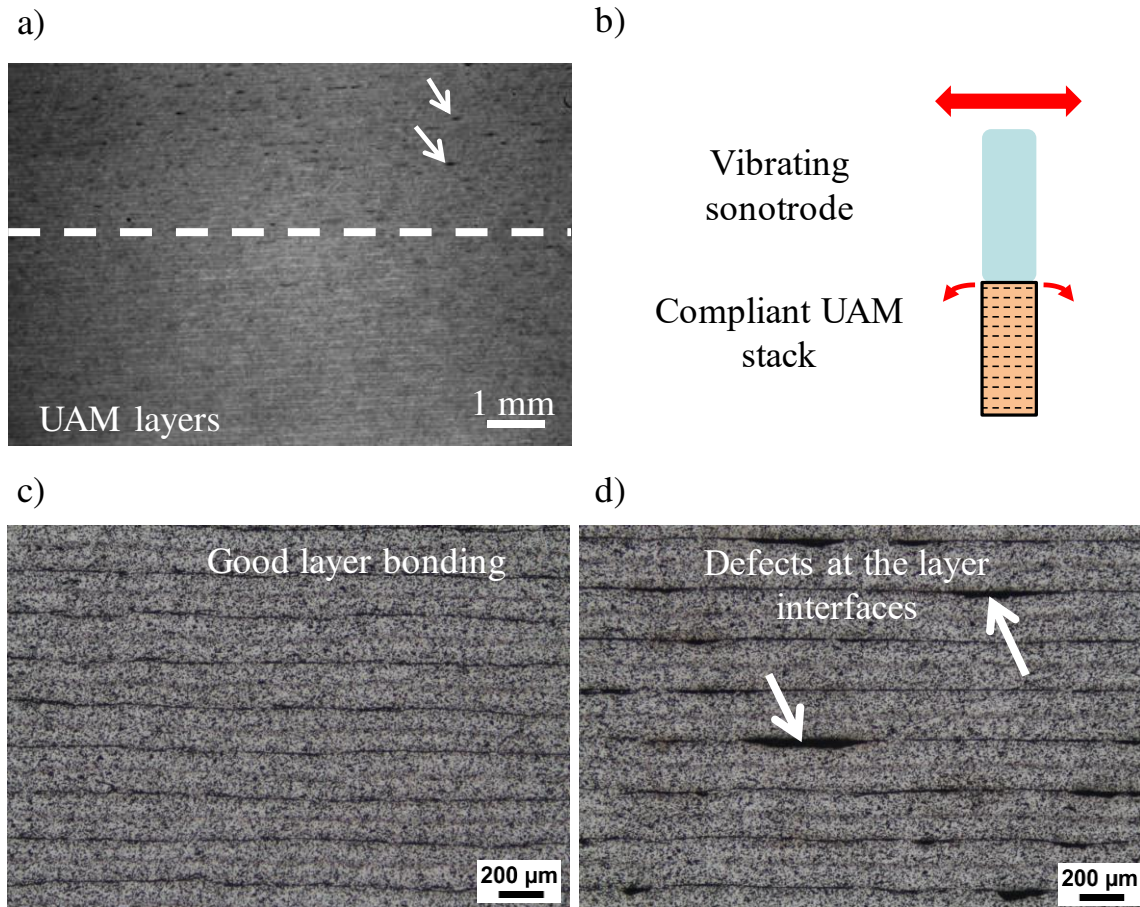 a)
b)
Vibrating
sonotrode
Compliant UAM
stack
UAM layers
1 mm
c)
d)
Good layer bonding
200 µm
Defects at the layer
interfaces
200 µm